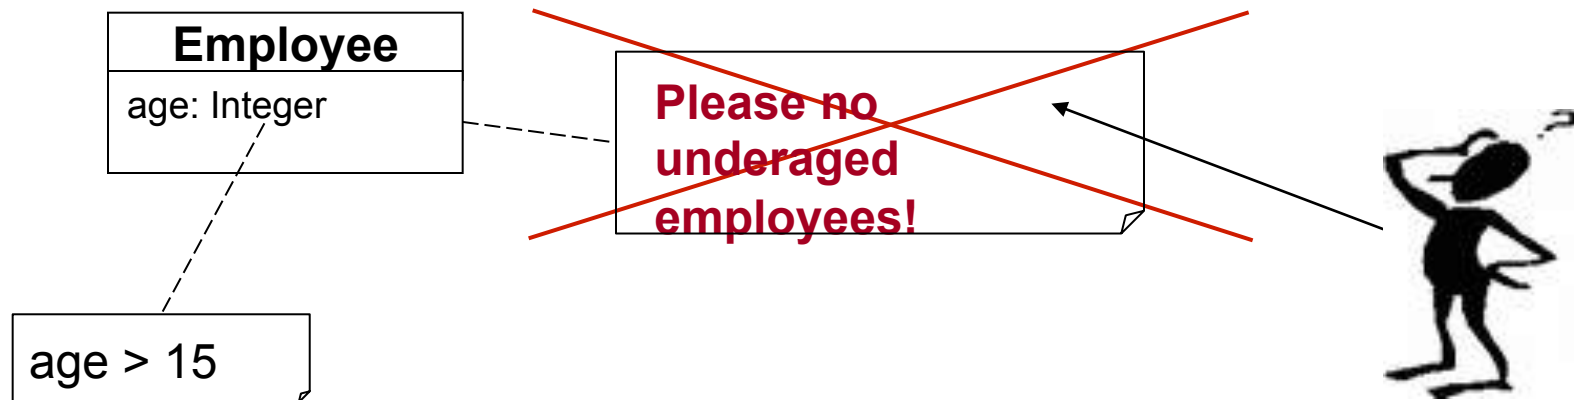 Employee
age: Integer
Please no
underaged
employees!
?
age > 15